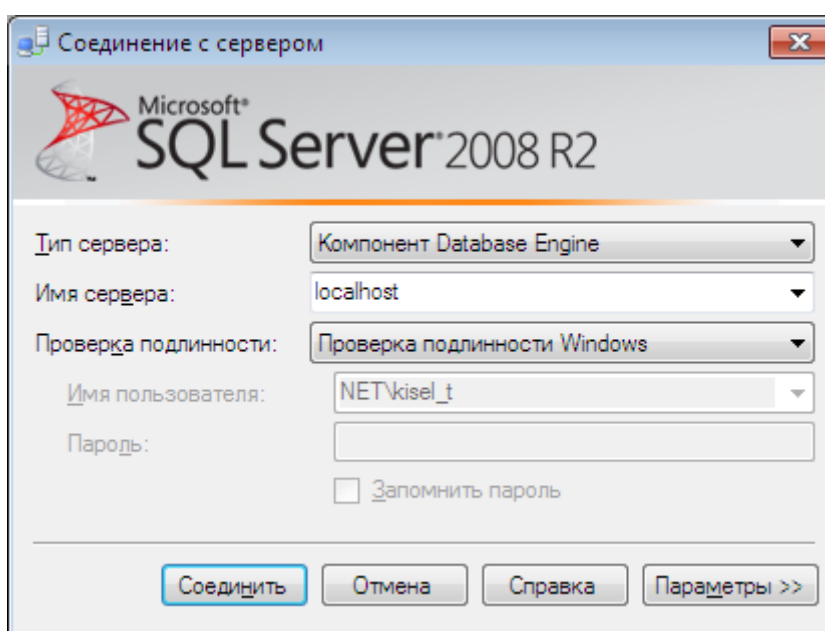 Соединение с сервером
Microsoft®
SQL Server® 2008 R2
Тип сервера: Компонент Database Engine
Имя сервера: localhost
Проверка подлинности: Проверка подлинности Windows
Имя пользователя: NET\kisel_t
Пароль:
Запомнить пароль
Соединить Отмена Справка Параметры >>